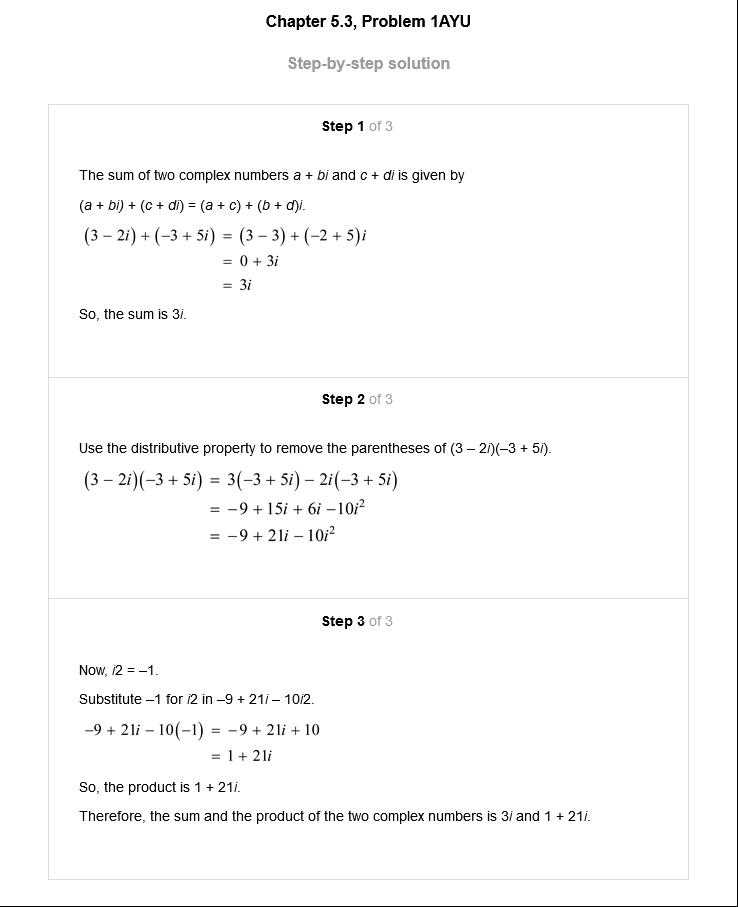 Chapter 5.3, Problem 1AYU
Step-by-step solution
Step 1 of 3
The sum of two complex numbers a + bi and c + di is given by
(a + bi) + (c + di) = (a + c) + (b + d)i.
(3 – 2i) + (–3 + 5i) = (3 – 3) + (–2 + 5)i
= 0 + 3i
= 3i
So, the sum is 3i.
Step 2 of 3
Use the distributive property to remove the parentheses of (3 – 2i)(–3 + 5i).
(3 – 2i)(–3 + 5i) = 3(–3 + 5i) – 2i(–3 + 5i)
= –9 + 15i + 6i –10i²
= –9 + 21i – 10i²
Step 3 of 3
Now, i2 = –1.
Substitute –1 for i2 in –9 + 21i – 10i2.
–9 + 21i – 10(–1) = –9 + 21i + 10
= 1 + 21i
So, the product is 1 + 21i.
Therefore, the sum and the product of the two complex numbers is 3i and 1 + 21i.